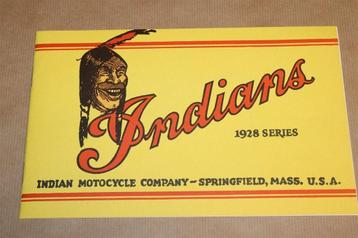 Indians
1928 SERIES
INDIAN MOTOCYCLE COMPANY~SPRINGFIELD, MASS. U.S.A.